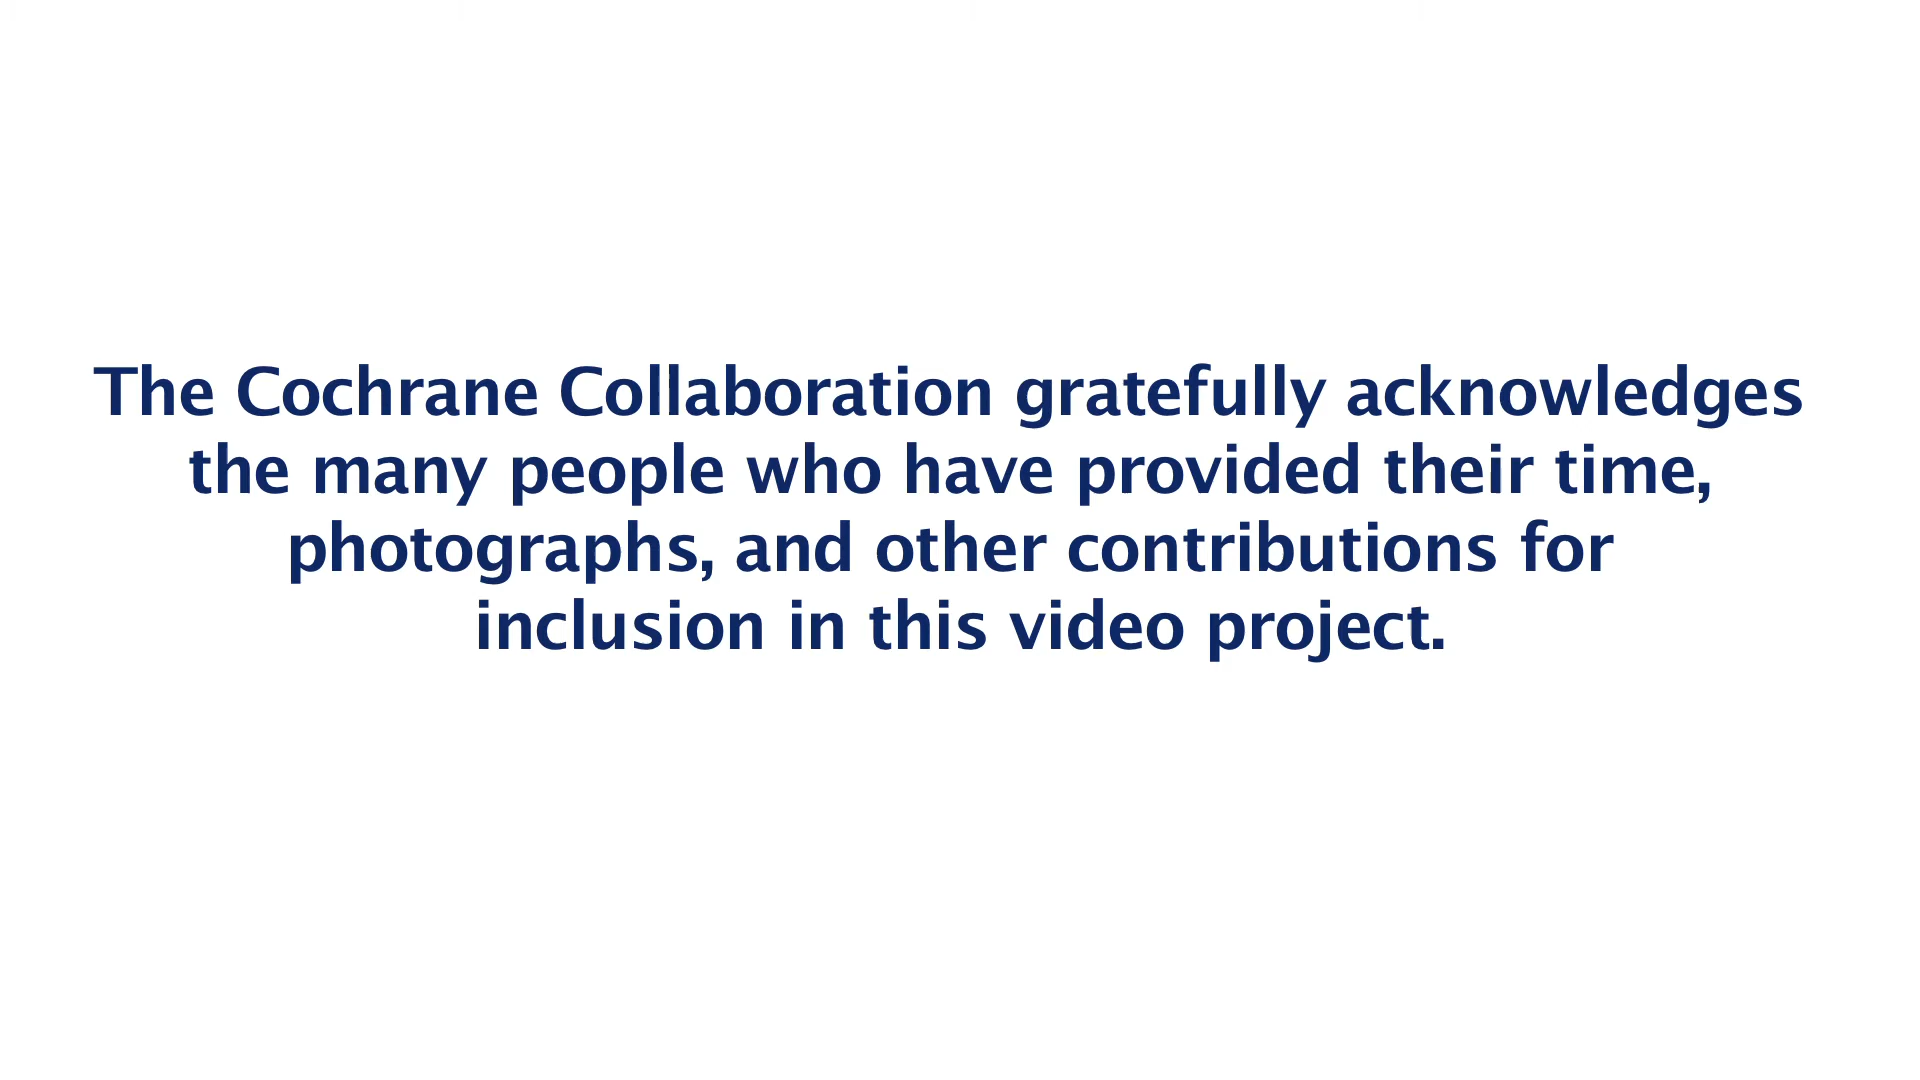 The Cochrane Collaboration gratefully acknowledges
the many people who have provided their time,
photographs, and other contributions for
inclusion in this video project.